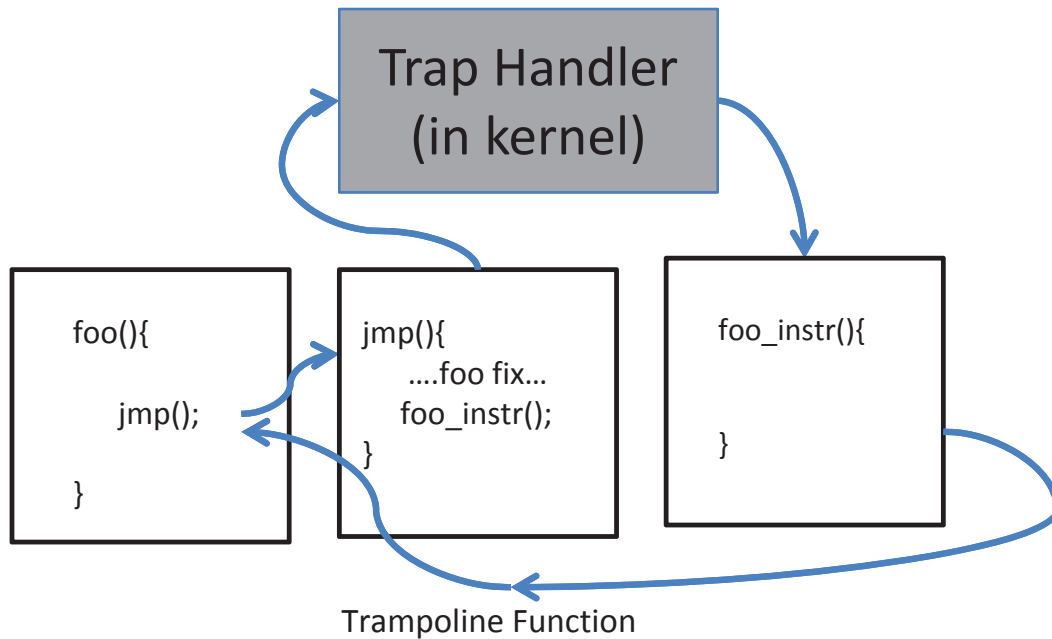 Trap Handler
(in kernel)
foo(){
jmp();
}
jmp(){
....foo fix...
foo_instr();
}
foo_instr(){
}
Trampoline Function